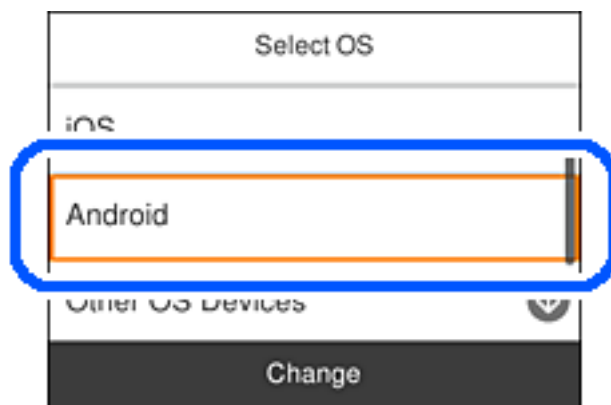 Select OS
iOS
Android
Other OS Devices
Change